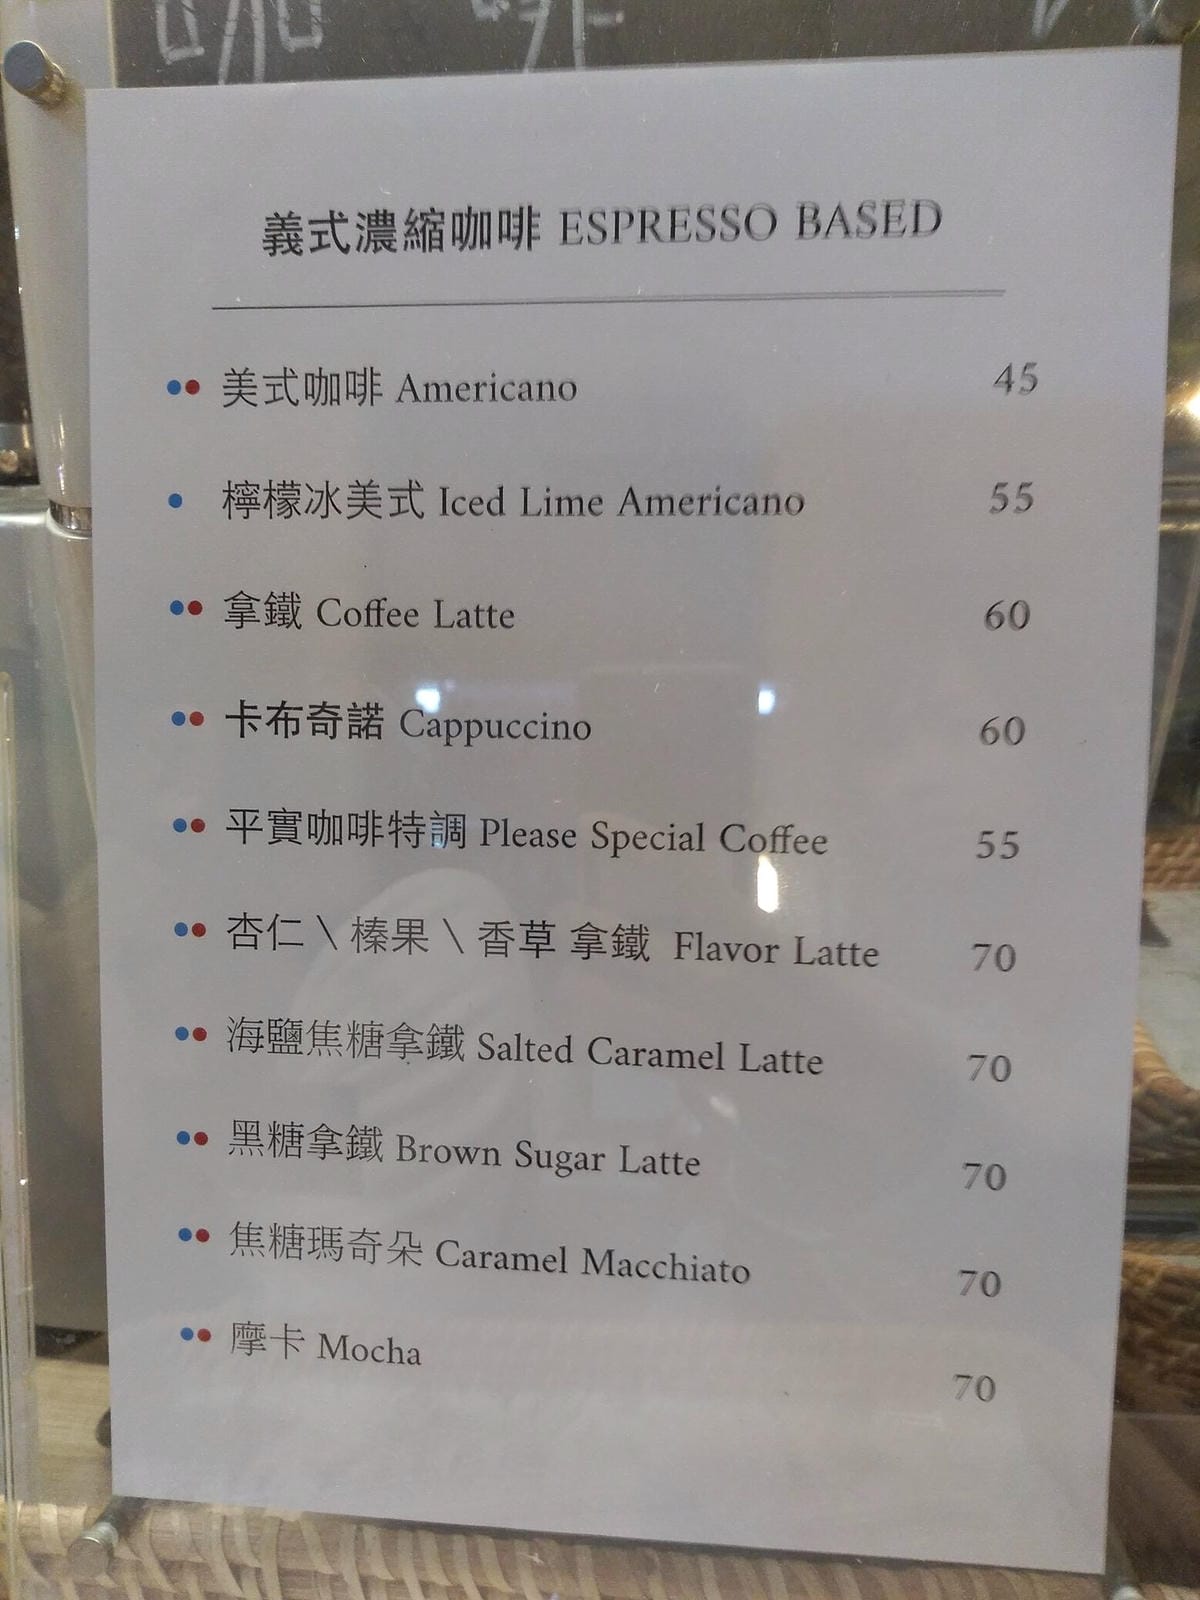 義式濃縮咖啡 ESPRESSO BASED
美式咖啡 Americano 45
檸檬冰美式 Iced Lime Americano 55
拿鐵 Coffee Latte 60
卡布奇諾 Cappuccino 60
平實咖啡特調 Please Special Coffee 55
杏仁 \ 榛果 \ 香草 拿鐵 Flavor Latte 70
海鹽焦糖拿鐵 Salted Caramel Latte 70
黑糖拿鐵 Brown Sugar Latte 70
焦糖瑪奇朵 Caramel Macchiato 70
摩卡 Mocha 70